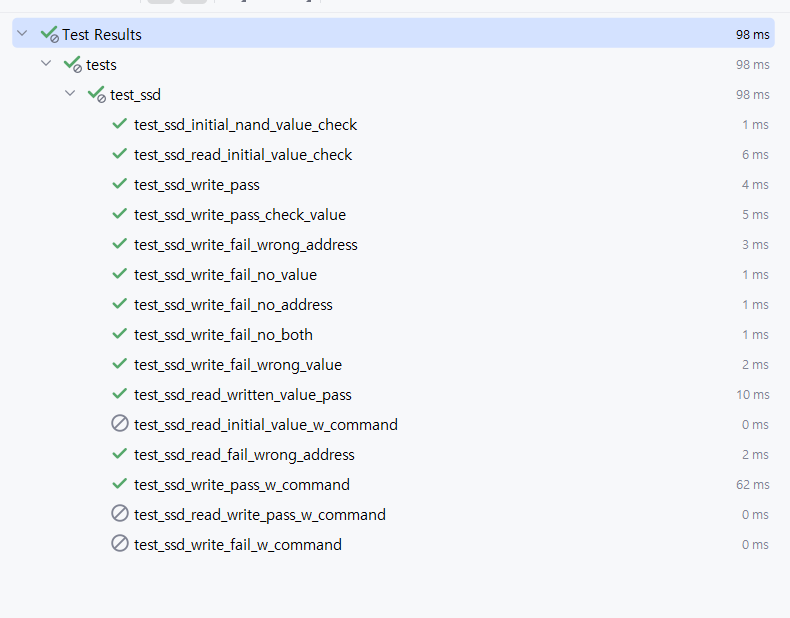 Test Results 98 ms
tests 98 ms
test_ssd 98 ms
test_ssd_initial_nand_value_check 1 ms
test_ssd_read_initial_value_check 6 ms
test_ssd_write_pass 4 ms
test_ssd_write_pass_check_value 5 ms
test_ssd_write_fail_wrong_address 3 ms
test_ssd_write_fail_no_value 1 ms
test_ssd_write_fail_no_address 1 ms
test_ssd_write_fail_no_both 1 ms
test_ssd_write_fail_wrong_value 2 ms
test_ssd_read_written_value_pass 10 ms
test_ssd_read_initial_value_w_command 0 ms
test_ssd_read_fail_wrong_address 2 ms
test_ssd_write_pass_w_command 62 ms
test_ssd_read_write_pass_w_command 0 ms
test_ssd_write_fail_w_command 0 ms